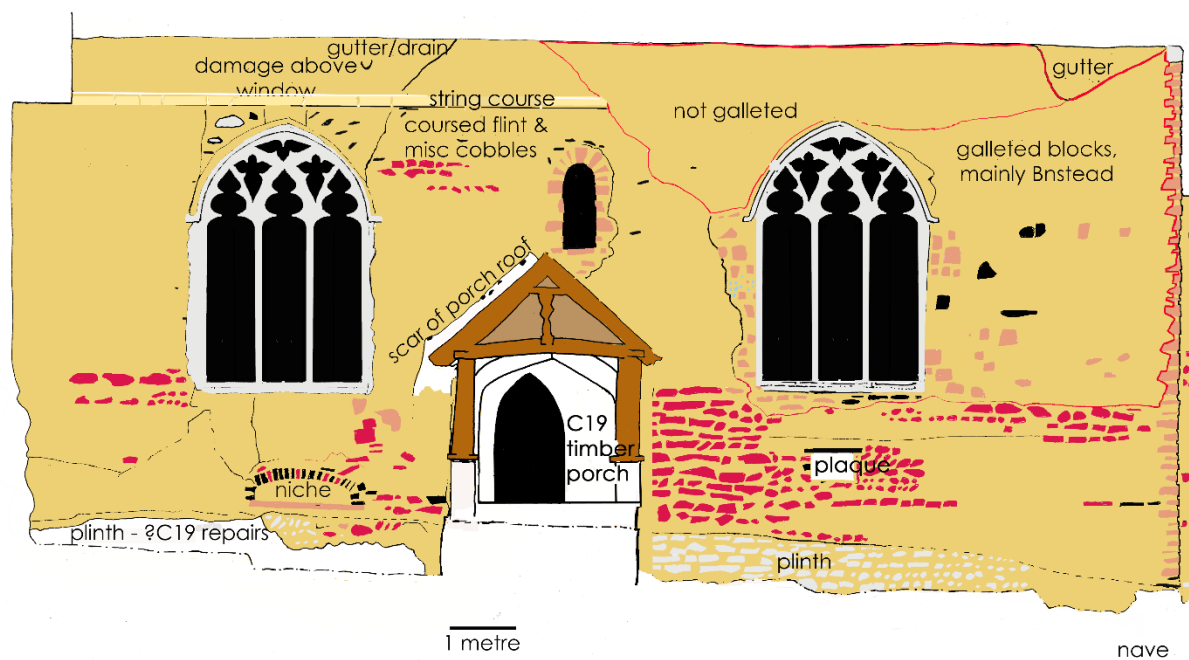 gutter/drain
damage above
window
string course
coursed flint &
misc cobbles
not galleted
gutter
galleted blocks,
mainly Bnstead
scar of porch roof
C19
timber
porch
plaque
niche
plinth - ?C19 repairs
plinth
1 metre
nave